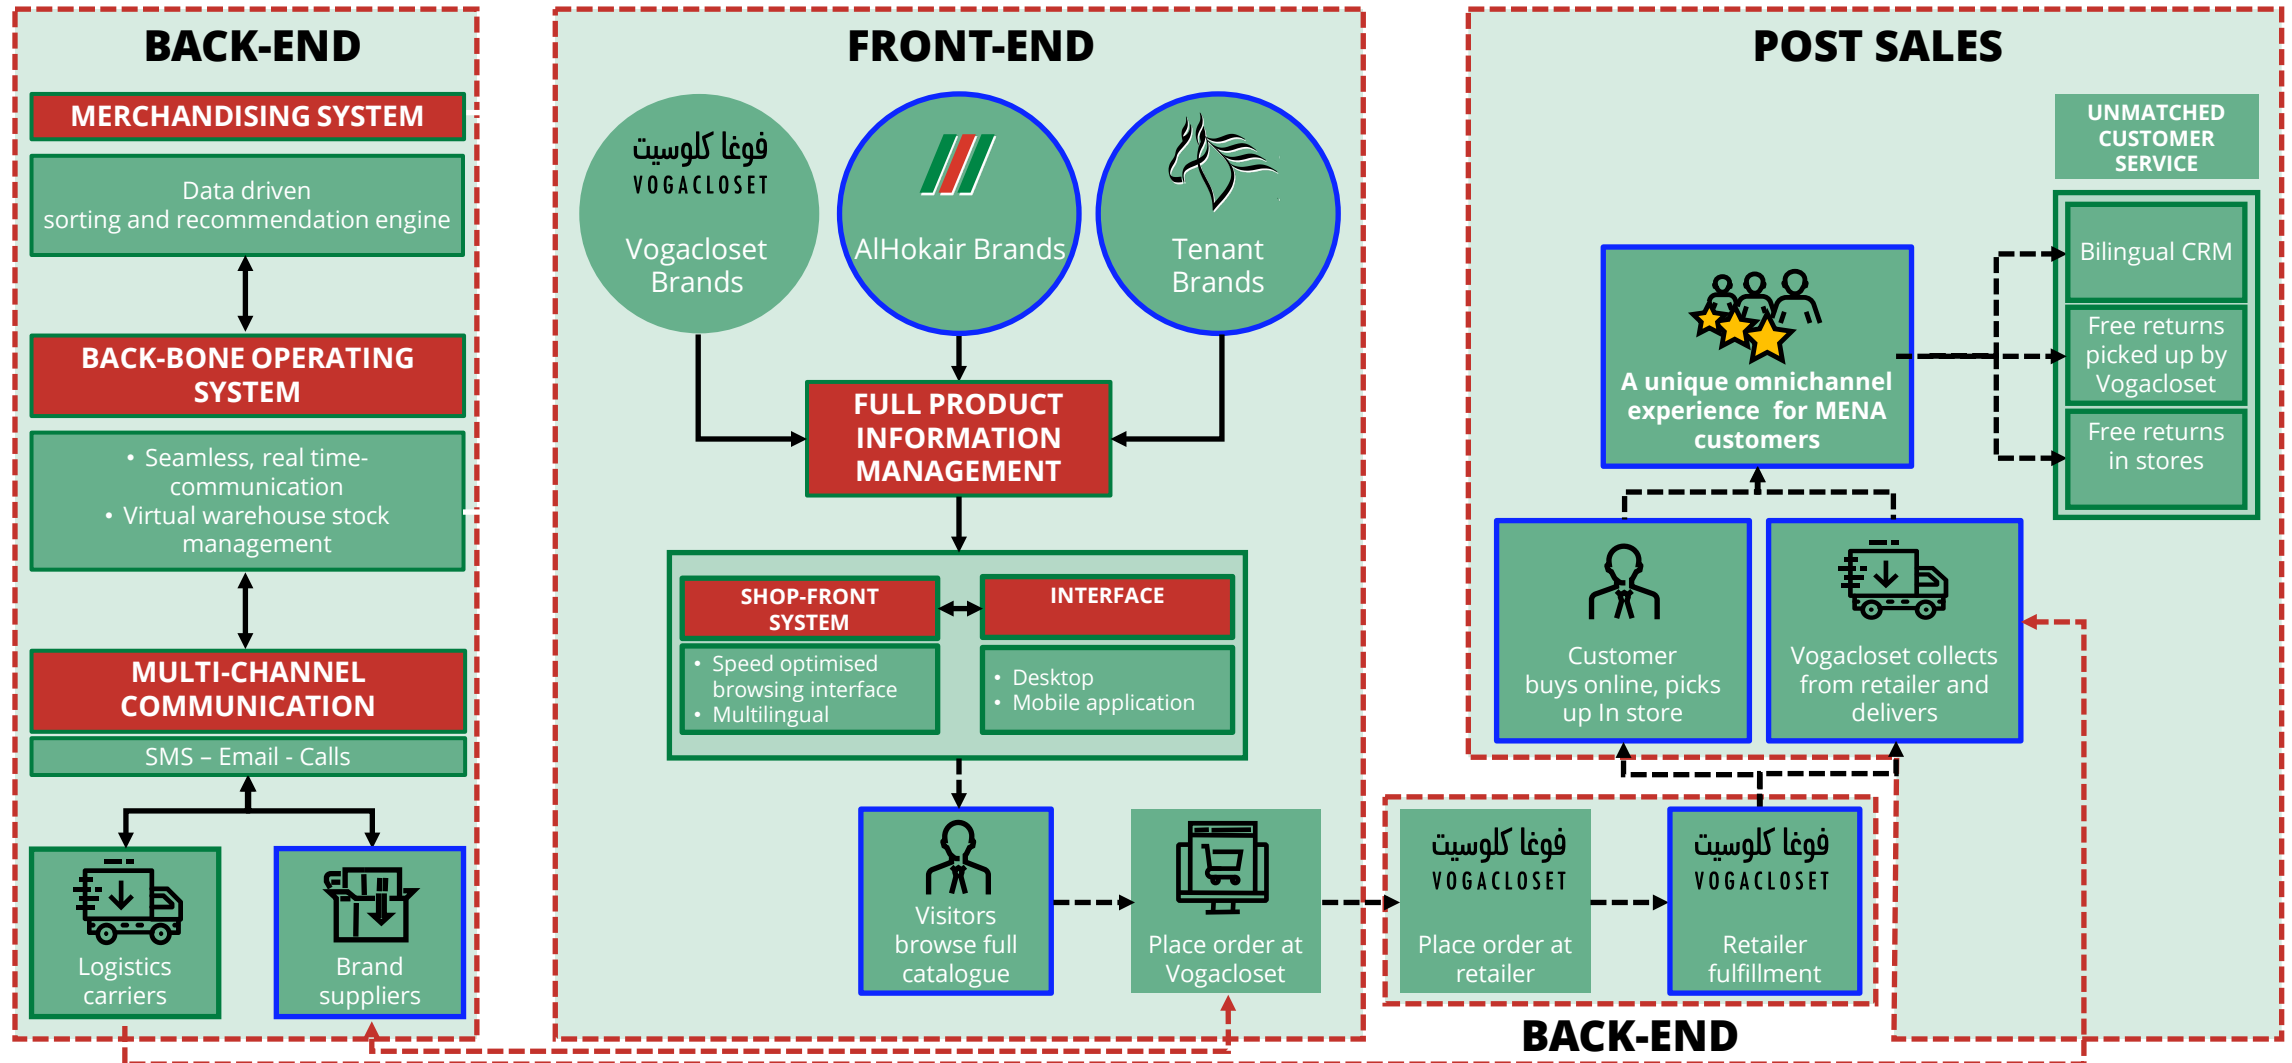 BACK-END
MERCHANDISING SYSTEM
Data driven
sorting and recommendation engine
BACK-BONE OPERATING
SYSTEM
• Seamless, real time-
communication
• Virtual warehouse stock
management
MULTI-CHANNEL
COMMUNICATION
SMS – Email - Calls
Logistics
carriers
Brand
suppliers
FRONT-END
فوغا كلوسيت
VOGACLOSET
Vogacloset
Brands
AlHokair Brands
Tenant
Brands
FULL PRODUCT
INFORMATION
MANAGEMENT
SHOP-FRONT
SYSTEM
• Speed optimised
browsing interface
• Multilingual
INTERFACE
• Desktop
• Mobile application
Visitors
browse full
catalogue
Place order at
Vogacloset
فوغا كلوسيت
VOGACLOSET
Place order at
retailer
فوغا كلوسيت
VOGACLOSET
Retailer
fulfillment
BACK-END
POST SALES
UNMATCHED
CUSTOMER
SERVICE
Bilingual CRM
Free returns
picked up by
Vogacloset
Free returns
in stores
A unique omnichannel
experience for MENA
customers
Customer
buys online, picks
up In store
Vogacloset collects
from retailer and
delivers